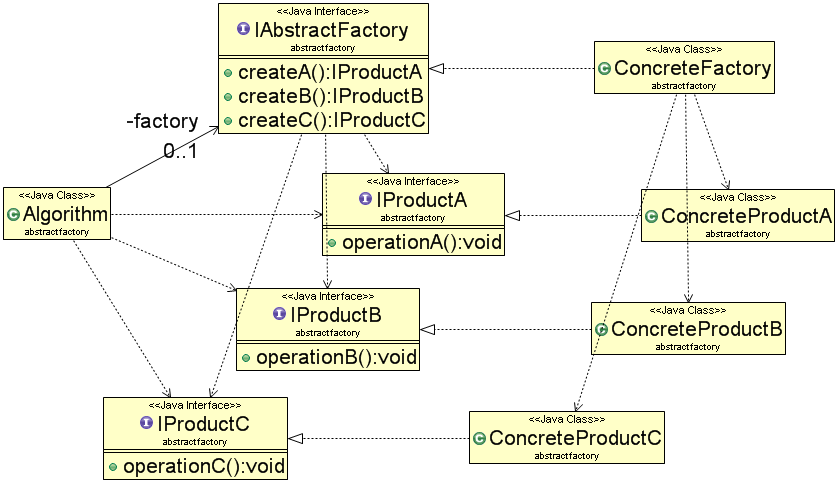 <<Java Interface>>
IAbstractFactory
abstractfactory
createA():IProductA
createB():IProductB
createC():IProductC
<<Java Class>>
ConcreteFactory
abstractfactory
-factory
0..1
<<Java Class>>
Algorithm
abstractfactory
<<Java Interface>>
IProductA
abstractfactory
operationA():void
<<Java Class>>
ConcreteProductA
abstractfactory
<<Java Interface>>
IProductB
abstractfactory
operationB():void
<<Java Class>>
ConcreteProductB
abstractfactory
<<Java Interface>>
IProductC
abstractfactory
operationC():void
<<Java Class>>
ConcreteProductC
abstractfactory